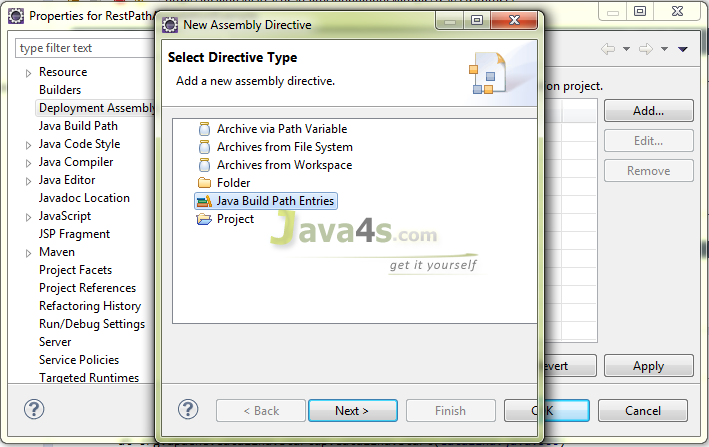 Properties for RestPath
New Assembly Directive
type filter text
Resource
Builders
Deployment Assembly
Java Build Path
Java Code Style
Java Compiler
Java Editor
Javadoc Location
JavaScript
JSP Fragment
Maven
Project Facets
Project References
Refactoring History
Run/Debug Settings
Server
Service Policies
Targeted Runtimes
Select Directive Type
Add a new assembly directive.
Archive via Path Variable
Archives from File System
Archives from Workspace
Folder
Java Build Path Entries
Project
Java4s.com
get it yourself
< Back
Next >
Finish
on project.
Add...
Edit...
Remove
evert
Apply
Cancel